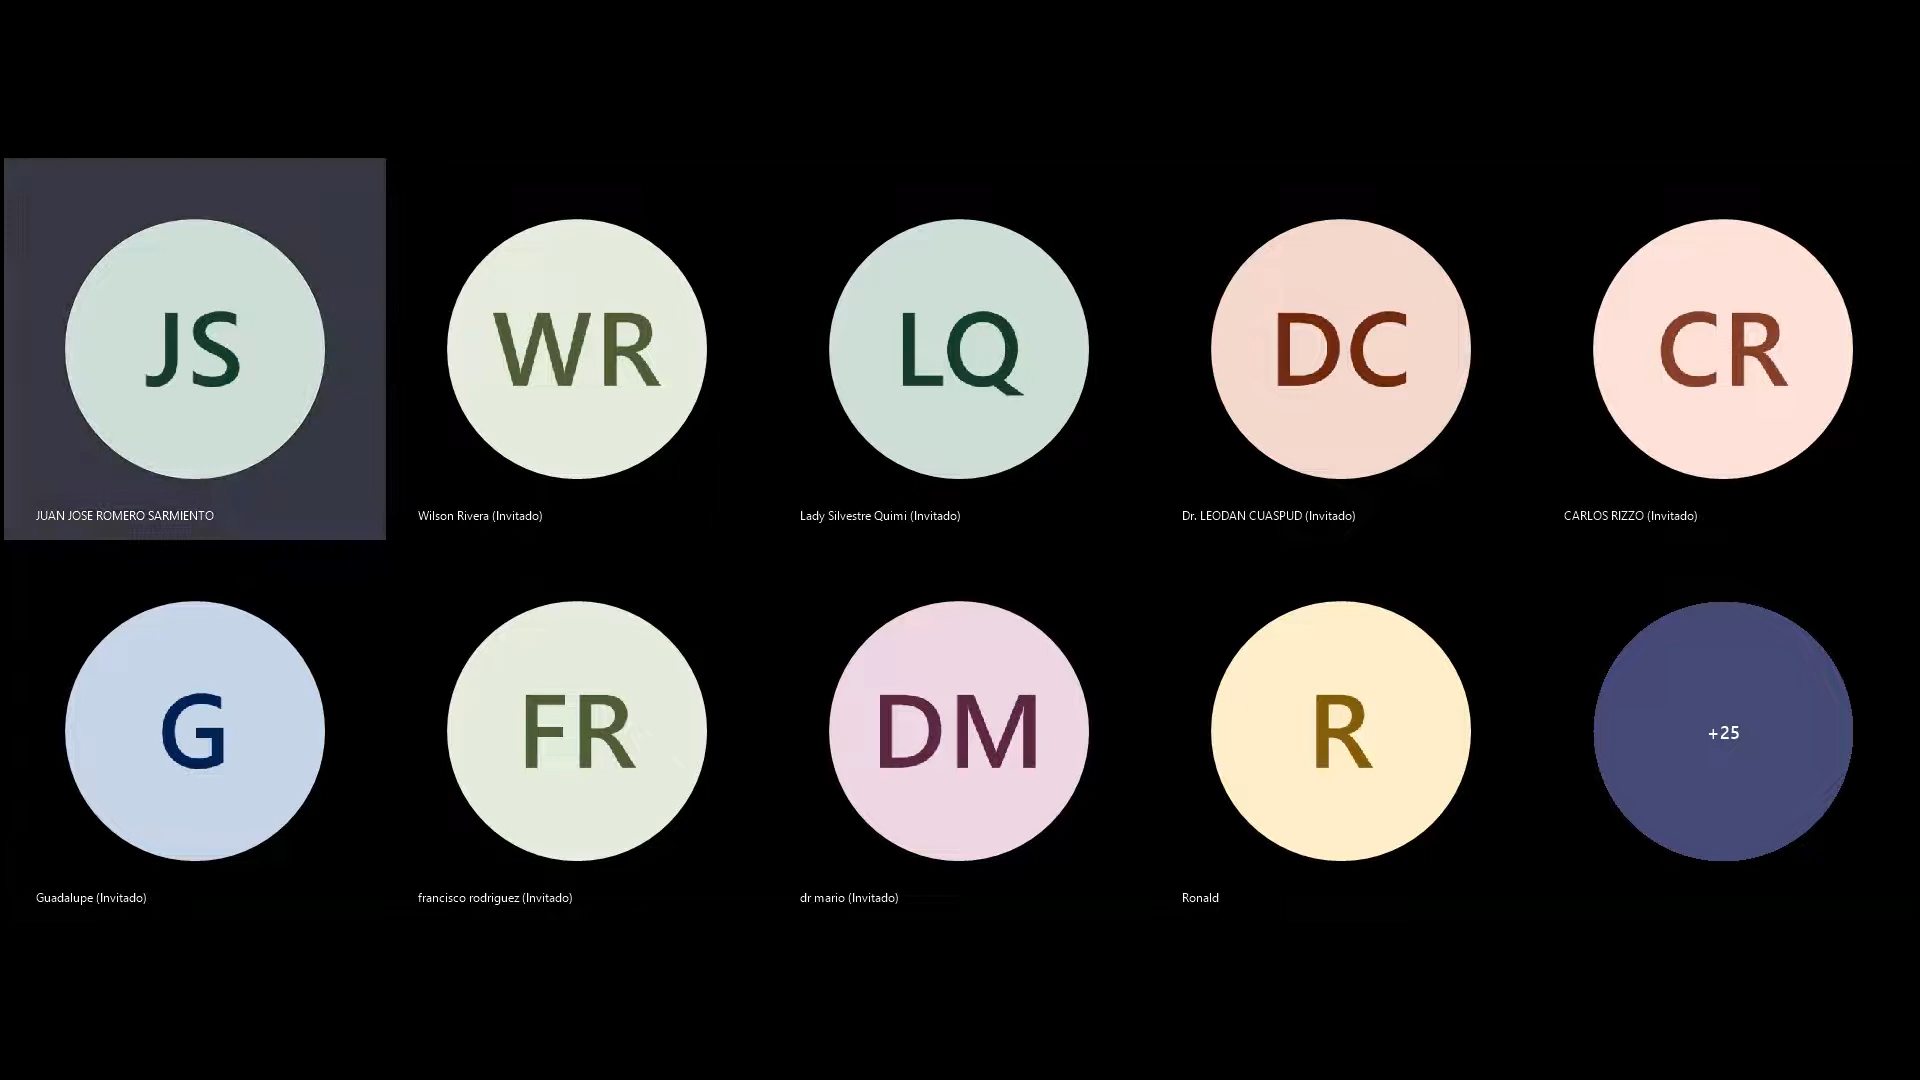 JS
WR
LQ
DC
CR
JUAN JOSE ROMERO SARMIENTO
Wilson Rivera (Invitado)
Lady Silvestre Quimi (Invitado)
Dr. LEODAN CUASPUD (Invitado)
CARLOS RIZZO (Invitado)
G
FR
DM
R
+25
Guadalupe (Invitado)
francisco rodriguez (Invitado)
dr mario (Invitado)
Ronald